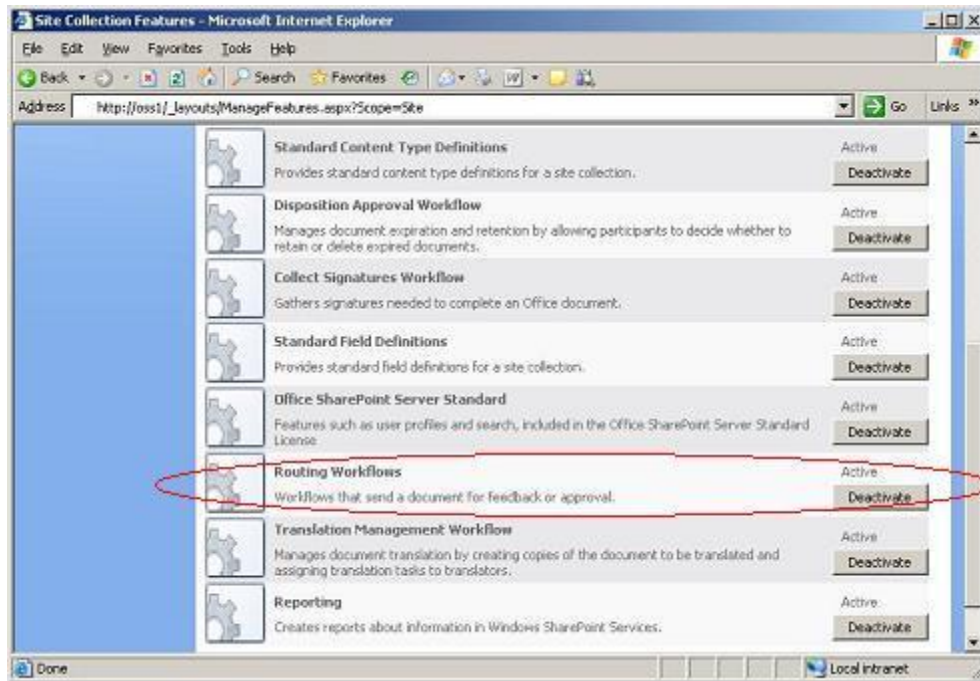 Site Collection Features - Microsoft Internet Explorer
File Edit View Favorites Tools Help
Back Search Favorites
Address http://oss1/_layouts/ManageFeatures.aspx?Scope=Site Go Links »
Standard Content Type Definitions Active
Provides standard content type definitions for a site collection. Deactivate
Disposition Approval Workflow Active
Manages document expiration and retention by allowing participants to decide whether to Deactivate
retain or delete expired documents.
Collect Signatures Workflow Active
Gathers signatures needed to complete an Office document. Deactivate
Standard Field Definitions Active
Provides standard field definitions for a site collection. Deactivate
Office SharePoint Server Standard Active
Features such as user profiles and search, included in the Office SharePoint Server Standard Deactivate
License
Routing Workflows Active
Workflows that send a document for feedback or approval. Deactivate
Translation Management Workflow Active
Manages document translation by creating copies of the document to be translated and Deactivate
assigning translation tasks to translators.
Reporting Active
Creates reports about information in Windows SharePoint Services. Deactivate
Done Local intranet